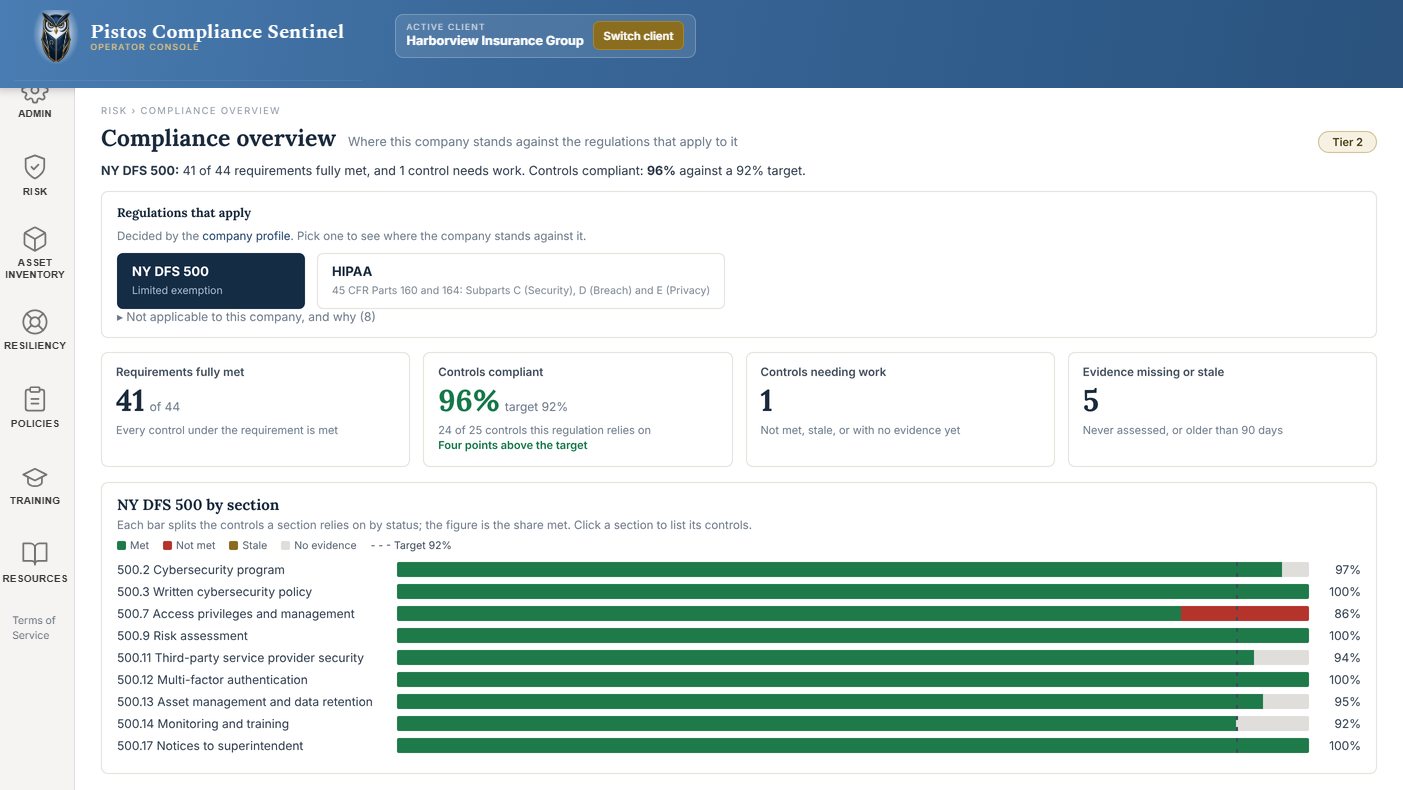 Pistos Compliance Sentinel
OPERATOR CONSOLE
ACTIVE CLIENT
Harborview Insurance Group
Switch client
ADMIN
RISK
ASSET
INVENTORY
RESILIENCY
POLICIES
TRAINING
RESOURCES
Terms of
Service
RISK › COMPLIANCE OVERVIEW
Compliance overview Where this company stands against the regulations that apply to it
Tier 2
NY DFS 500: 41 of 44 requirements fully met, and 1 control needs work. Controls compliant: 96% against a 92% target.
Regulations that apply
Decided by the company profile. Pick one to see where the company stands against it.
NY DFS 500
Limited exemption
HIPAA
45 CFR Parts 160 and 164: Subparts C (Security), D (Breach) and E (Privacy)
▸ Not applicable to this company, and why (8)
Requirements fully met
41 of 44
Every control under the requirement is met
Controls compliant
96% target 92%
24 of 25 controls this regulation relies on
Four points above the target
Controls needing work
1
Not met, stale, or with no evidence yet
Evidence missing or stale
5
Never assessed, or older than 90 days
NY DFS 500 by section
Each bar splits the controls a section relies on by status; the figure is the share met. Click a section to list its controls.
Met Not met Stale No evidence - - - Target 92%
500.2 Cybersecurity program 97%
500.3 Written cybersecurity policy 100%
500.7 Access privileges and management 86%
500.9 Risk assessment 100%
500.11 Third-party service provider security 94%
500.12 Multi-factor authentication 100%
500.13 Asset management and data retention 95%
500.14 Monitoring and training 92%
500.17 Notices to superintendent 100%